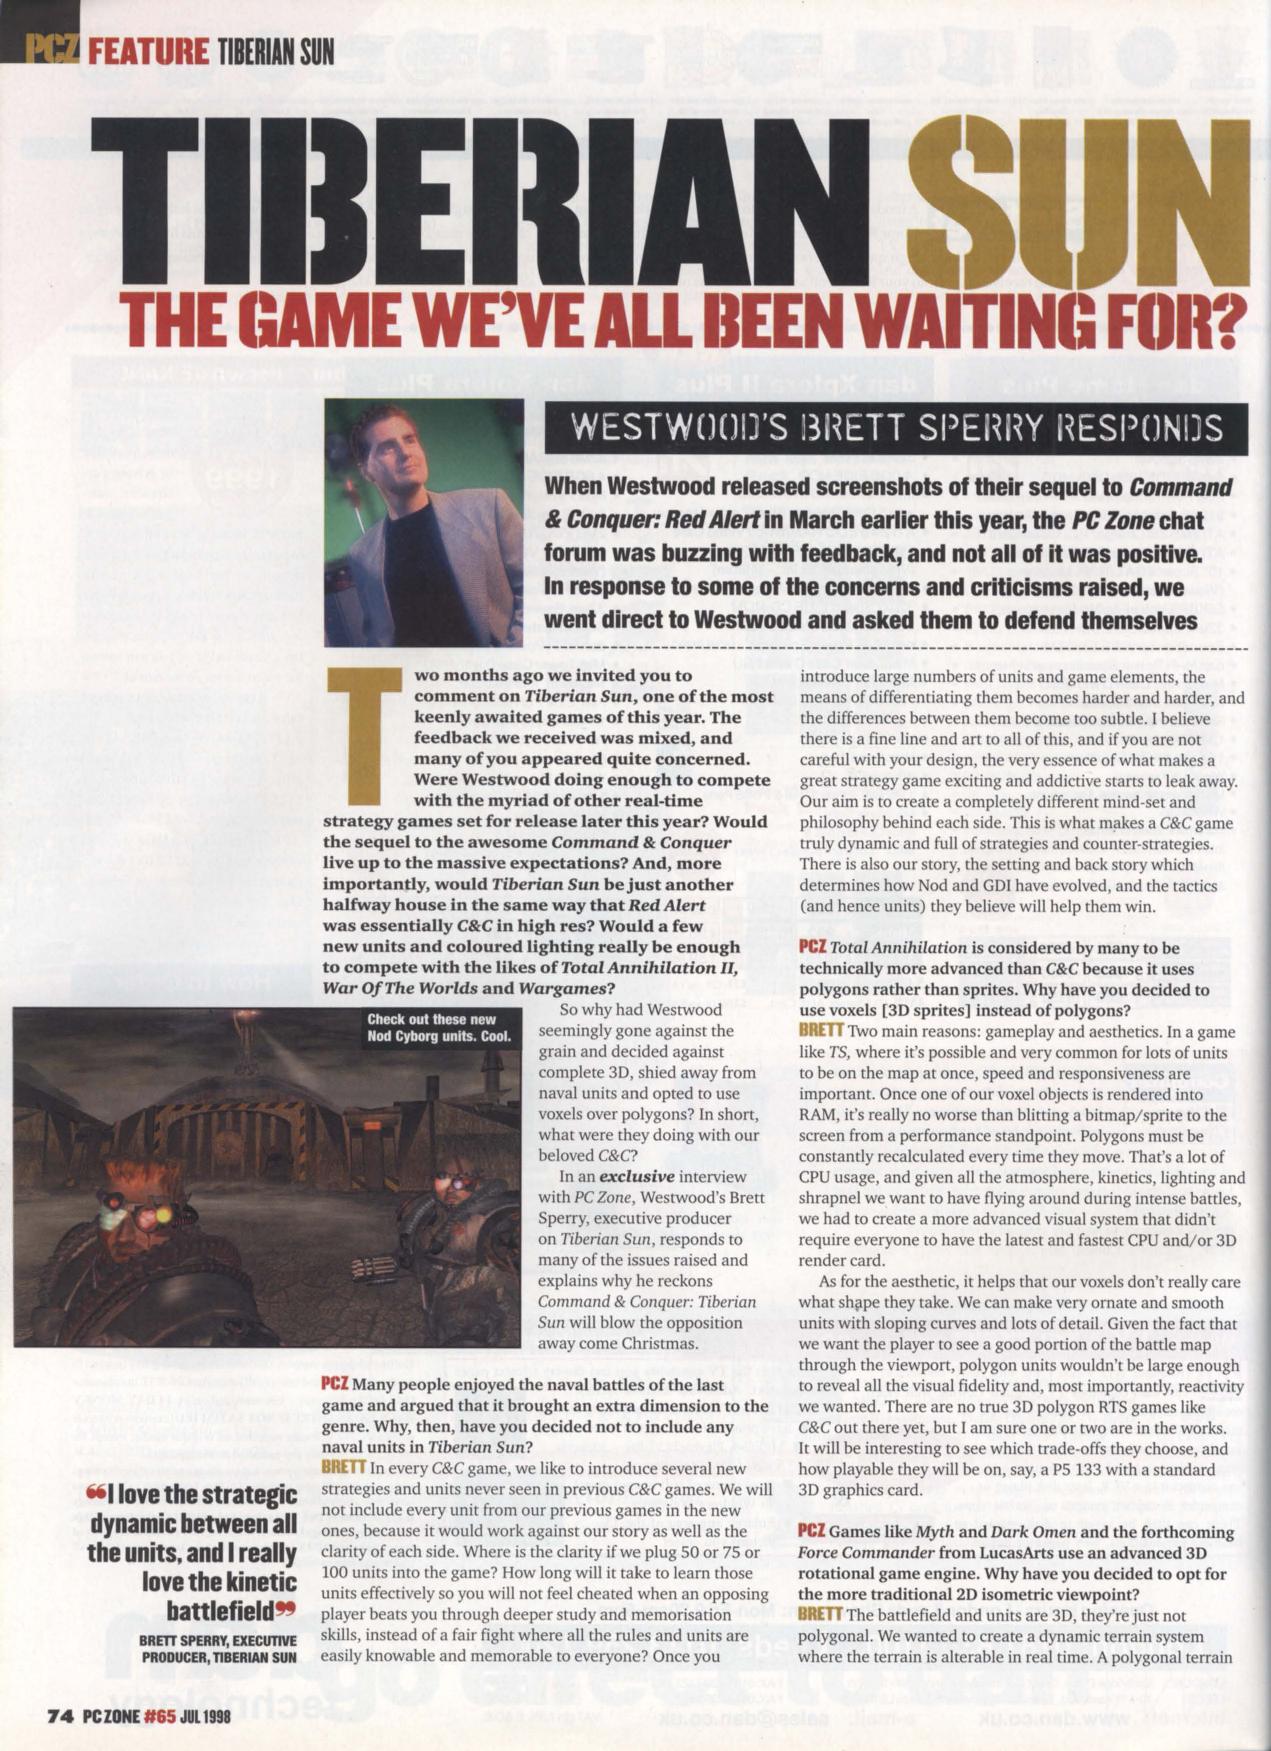 PCZ FEATURE TIBERIAN SUN
TIBERIAN SUN
THE GAME WE'VE ALL BEEN WAITING FOR?
WESTWOOD'S BRETT SPERRY RESPONDS
When Westwood released screenshots of their sequel to Command
& Conquer: Red Alert in March earlier this year, the PC Zone chat
forum was buzzing with feedback, and not all of it was positive.
In response to some of the concerns and criticisms raised, we
went direct to Westwood and asked them to defend themselves
Two months ago we invited you to
comment on Tiberian Sun, one of the most
keenly awaited games of this year. The
feedback we received was mixed, and
many of you appeared quite concerned.
Were Westwood doing enough to compete
with the myriad of other real-time
strategy games set for release later this year? Would
the sequel to the awesome Command & Conquer
live up to the massive expectations? And, more
importantly, would Tiberian Sun be just another
halfway house in the same way that Red Alert
was essentially C&C in high res? Would a few
new units and coloured lighting really be enough
to compete with the likes of Total Annihilation II,
War Of The Worlds and Wargames?
Check out these new
Nod Cyborg units. Cool.
So why had Westwood
seemingly gone against the
grain and decided against
complete 3D, shied away from
naval units and opted to use
voxels over polygons? In short,
what were they doing with our
beloved C&C?
In an exclusive interview
with PC Zone, Westwood's Brett
Sperry, executive producer
on Tiberian Sun, responds to
many of the issues raised and
explains why he reckons
Command & Conquer: Tiberian
Sun will blow the opposition
away come Christmas.
PCZ Many people enjoyed the naval battles of the last
game and argued that it brought an extra dimension to the
genre. Why, then, have you decided not to include any
naval units in Tiberian Sun?
BRETT In every C&C game, we like to introduce several new
strategies and units never seen in previous C&C games. We will
not include every unit from our previous games in the new
ones, because it would work against our story as well as the
clarity of each side. Where is the clarity if we plug 50 or 75 or
100 units into the game? How long will it take to learn those
units effectively so you will not feel cheated when an opposing
player beats you through deeper study and memorisation
skills, instead of a fair fight where all the rules and units are
easily knowable and memorable to everyone? Once you
“I love the strategic
dynamic between all
the units, and I really
love the kinetic
battlefield”
BRETT SPERRY, EXECUTIVE
PRODUCER, TIBERIAN SUN
introduce large numbers of units and game elements, the
means of differentiating them becomes harder and harder, and
the differences between them become too subtle. I believe
there is a fine line and art to all of this, and if you are not
careful with your design, the very essence of what makes a
great strategy game exciting and addictive starts to leak away.
Our aim is to create a completely different mind-set and
philosophy behind each side. This is what makes a C&C game
truly dynamic and full of strategies and counter-strategies.
There is also our story, the setting and back story which
determines how Nod and GDI have evolved, and the tactics
(and hence units) they believe will help them win.
PCZ Total Annihilation is considered by many to be
technically more advanced than C&C because it uses
polygons rather than sprites. Why have you decided to
use voxels [3D sprites] instead of polygons?
BRETT Two main reasons: gameplay and aesthetics. In a game
like TS, where it's possible and very common for lots of units
to be on the map at once, speed and responsiveness are
important. Once one of our voxel objects is rendered into
RAM, it's really no worse than blitting a bitmap/sprite to the
screen from a performance standpoint. Polygons must be
constantly recalculated every time they move. That's a lot of
CPU usage, and given all the atmosphere, kinetics, lighting and
shrapnel we want to have flying around during intense battles,
we had to create a more advanced visual system that didn't
require everyone to have the latest and fastest CPU and/or 3D
render card.
As for the aesthetic, it helps that our voxels don't really care
what shape they take. We can make very ornate and smooth
units with sloping curves and lots of detail. Given the fact that
we want the player to see a good portion of the battle map
through the viewport, polygon units wouldn't be large enough
to reveal all the visual fidelity and, most importantly, reactivity
we wanted. There are no true 3D polygon RTS games like
C&C out there yet, but I am sure one or two are in the works.
It will be interesting to see which trade-offs they choose, and
how playable they will be on, say, a P5 133 with a standard
3D graphics card.
PCZ Games like Myth and Dark Omen and the forthcoming
Force Commander from LucasArts use an advanced 3D
rotational game engine. Why have you decided to opt for
the more traditional 2D isometric viewpoint?
BRETT The battlefield and units are 3D, they're just not
polygonal. We wanted to create a dynamic terrain system
where the terrain is alterable in real time. A polygonal terrain
74 PC ZONE #65 JUL 1998